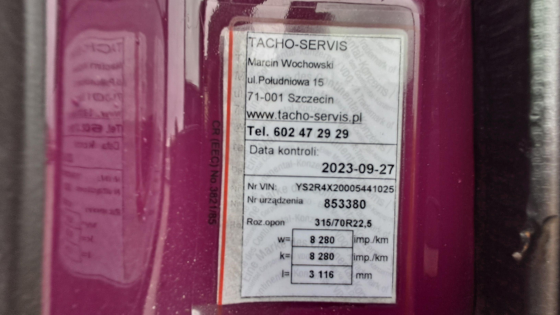 TACHO-SERVIS
Marcin Wochowski
ul.Południowa 15
71-001 Szczecin
www.tacho-servis.pl
Tel. 602 47 29 29
Data kontroli:
2023-09-27
Nr VIN: YS2R4X20005441025
Nr urządzenia 853380
Roz.opon 315/70R22,5
w= 8 280 imp./km
k= 8 280 imp./km
l= 3 116 mm